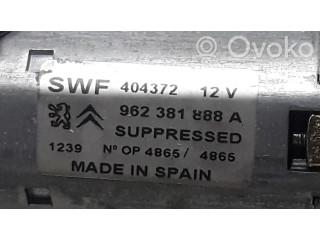 Ovoko
SWF 404372 12 V
962 381 888 A
SUPPRESSED
1239 Nº OP 4865 / 4865
MADE IN SPAIN